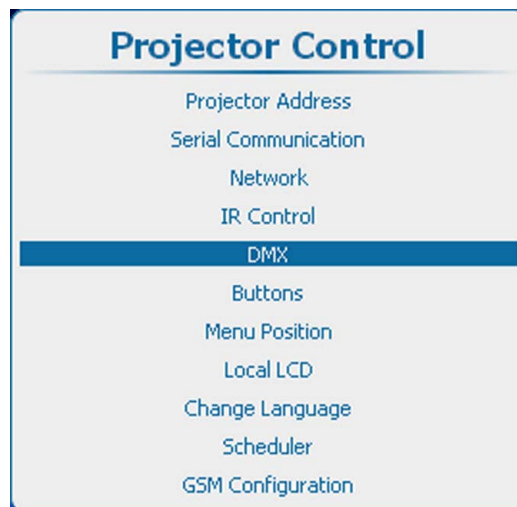 Projector Control
Projector Address
Serial Communication
Network
IR Control
DMX
Buttons
Menu Position
Local LCD
Change Language
Scheduler
GSM Configuration